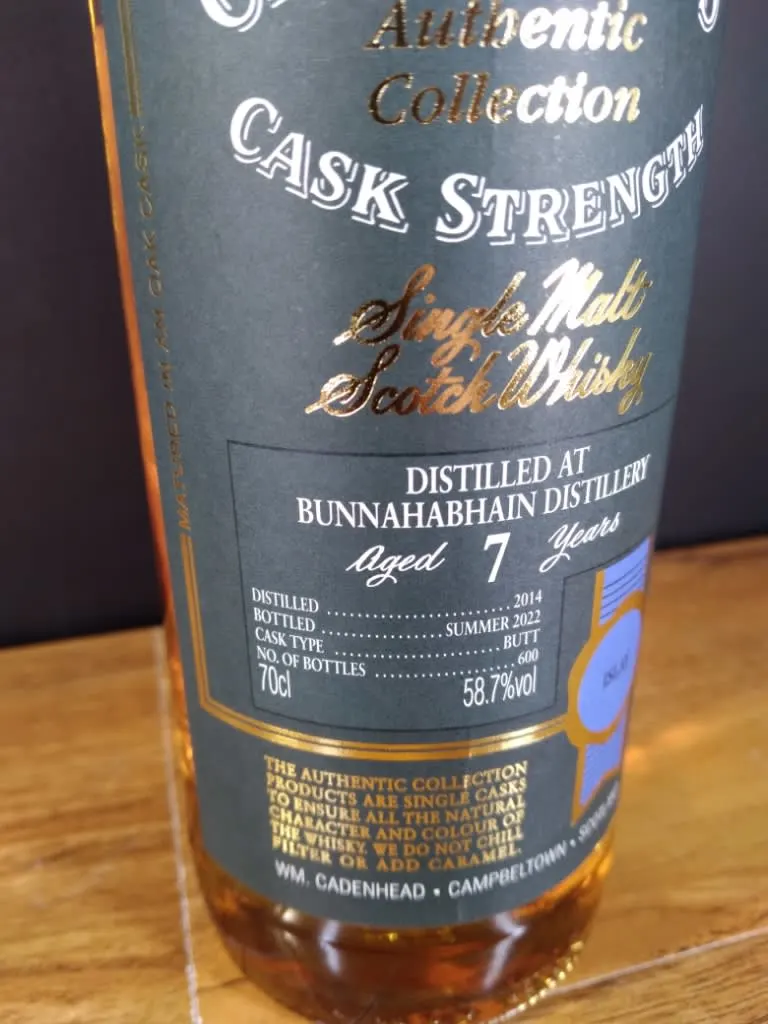 Authentic
Collection
CASK STRENGTH
Single Malt
Scotch Whisky
DISTILLED AT
BUNNAHABHAIN DISTILLERY
Aged 7 Years
DISTILLED ........................... 2014
BOTTLED ................... SUMMER 2022
CASK TYPE ......................... BUTT
NO. OF BOTTLES ..................... 600
70cl 58.7%vol
ISLAY
THE AUTHENTIC COLLECTION
PRODUCTS ARE SINGLE CASKS
TO ENSURE ALL THE NATURAL
CHARACTER AND COLOUR OF
THE WHISKY, WE DO NOT CHILL
FILTER OR ADD CARAMEL.
WM. CADENHEAD • CAMPBELTOWN •
MATURED IN AN OAK CASK